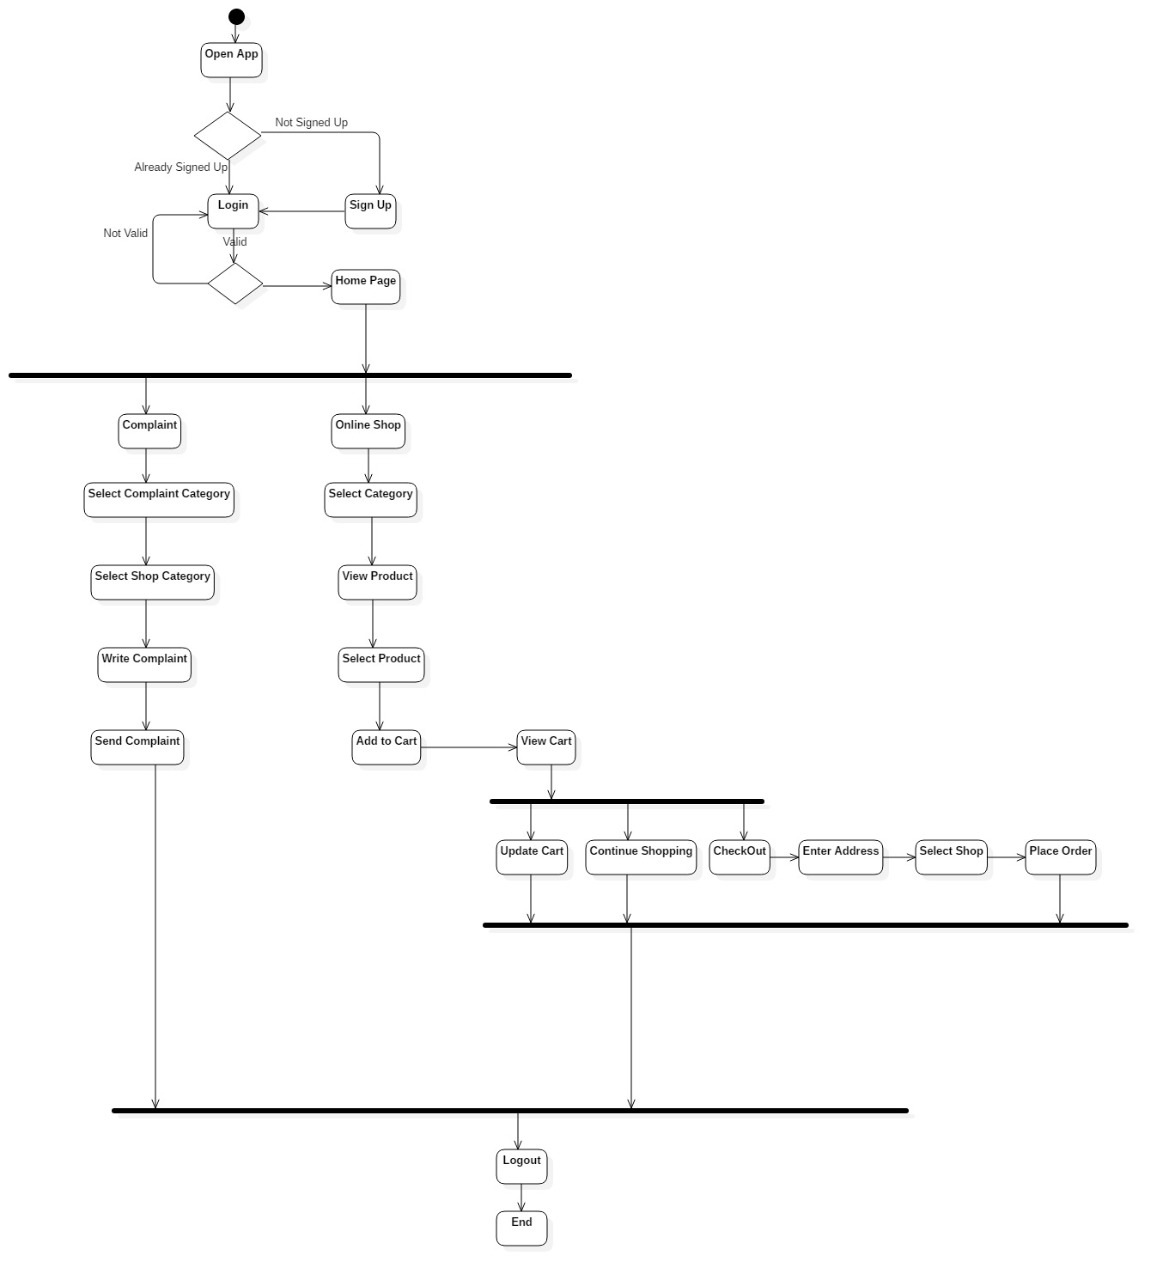 Open App
Not Signed Up
Already Signed Up
Login
Sign Up
Not Valid
Valid
Home Page
Complaint
Online Shop
Select Complaint Category
Select Category
Select Shop Category
View Product
Write Complaint
Select Product
Send Complaint
Add to Cart
View Cart
Update Cart
Continue Shopping
CheckOut
Enter Address
Select Shop
Place Order
Logout
End